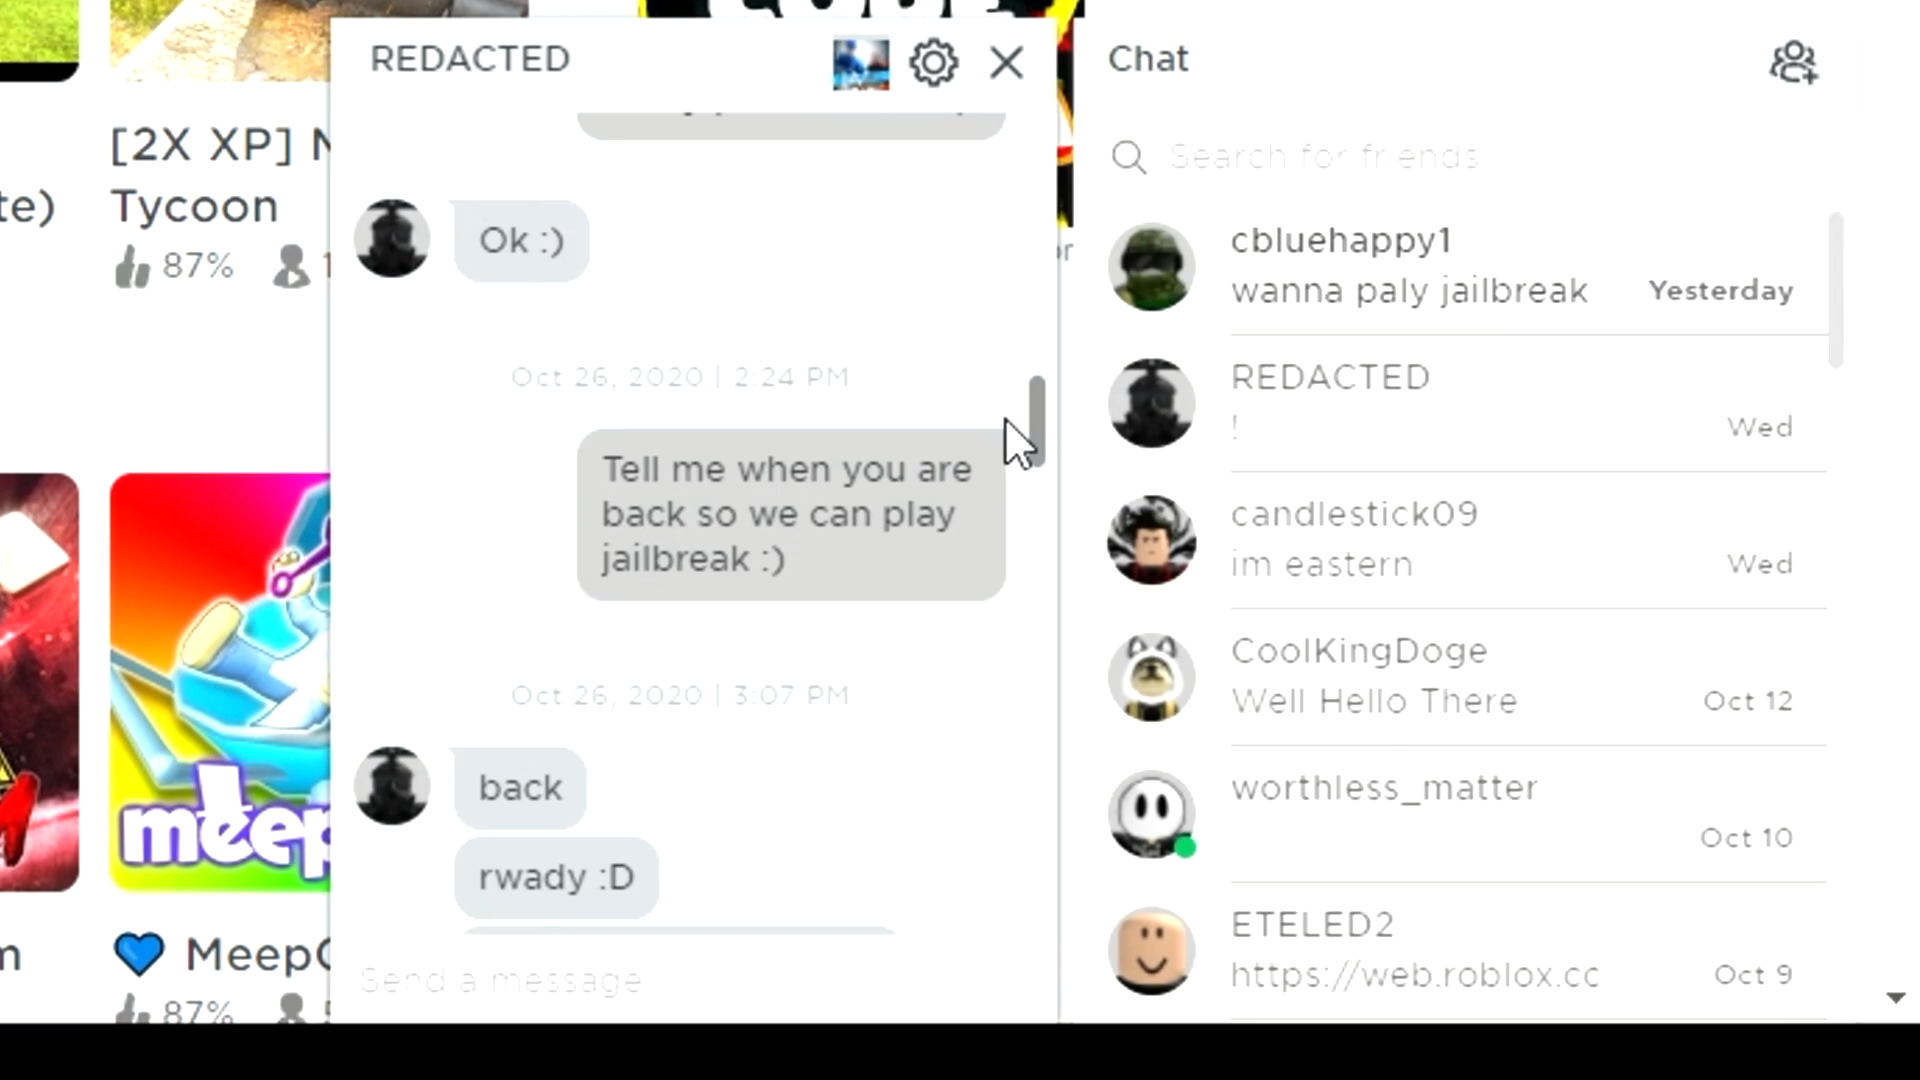 te)
[2X XP]
Tycoon
87%
87%
REDACTED
Ok :)
Oct 26, 2020 | 2:24 PM
Tell me when you are
back so we can play
jailbreak :)
Oct 26, 2020 | 3:07 PM
back
rwady :D
Send a message
meep
Chat
Search for friends
cbluehappy1
wanna paly jailbreak
Yesterday
REDACTED
!
Wed
candlestick09
im eastern
Wed
CoolKingDoge
Well Hello There
Oct 12
worthless_matter
Oct 10
ETELED2
https://web.roblox.cc
Oct 9